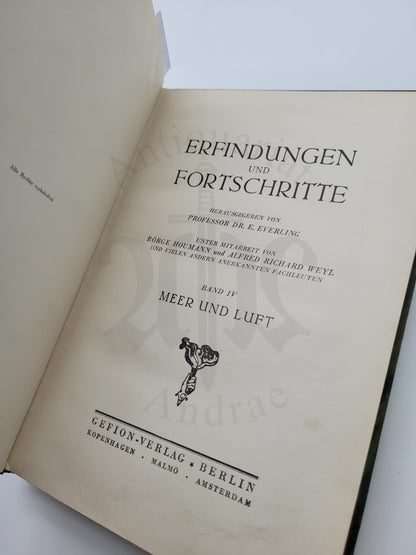 Alle Rechte vorbehalten
ERFINDUNGEN
UND
FORTSCHRITTE
HERAUSGEGEBEN VON
PROFESSOR DR. E. EVERLING
UNTER MITARBEIT VON
BÖRGE HOUMANN und ALFRED RICHARD WEYL
UND VIELEN ANDERN ANERKANNTEN FACHLEUTEN
BAND IV
MEER UND LUFT
GEFION-VERLAG * BERLIN
KOPENHAGEN · MALMÖ · AMSTERDAM
Antiquariat
Andrae